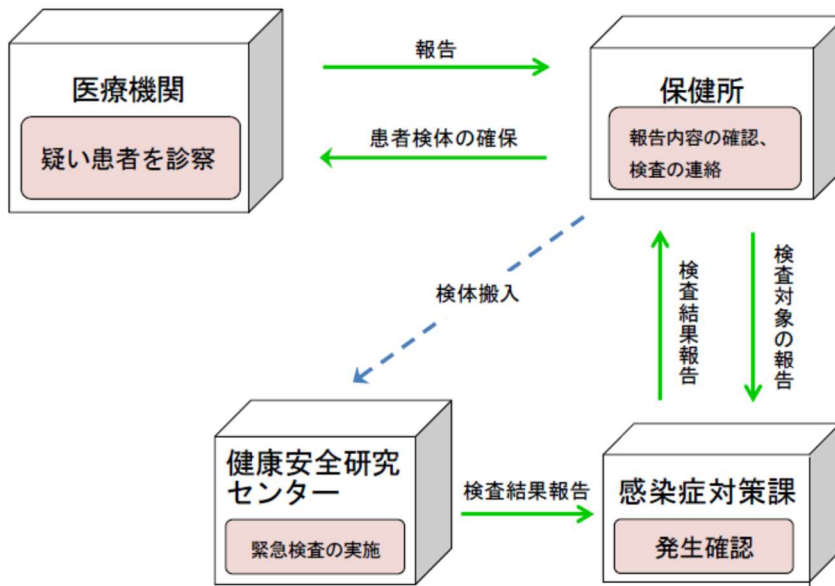 報告
医療機関
疑い患者を診察
患者検体の確保
保健所
報告内容の確認、
検査の連絡
検体搬入
検査結果報告
検査対象の報告
健康安全研究
センター
緊急検査の実施
検査結果報告
感染症対策課
発生確認